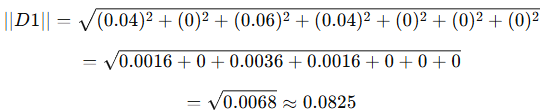 ||D1|| = √(0.04)² + (0)² + (0.06)² + (0.04)² + (0)² + (0)² + (0)²
= √0.0016 + 0 + 0.0036 + 0.0016 + 0 + 0 + 0
= √0.0068 ≈ 0.0825